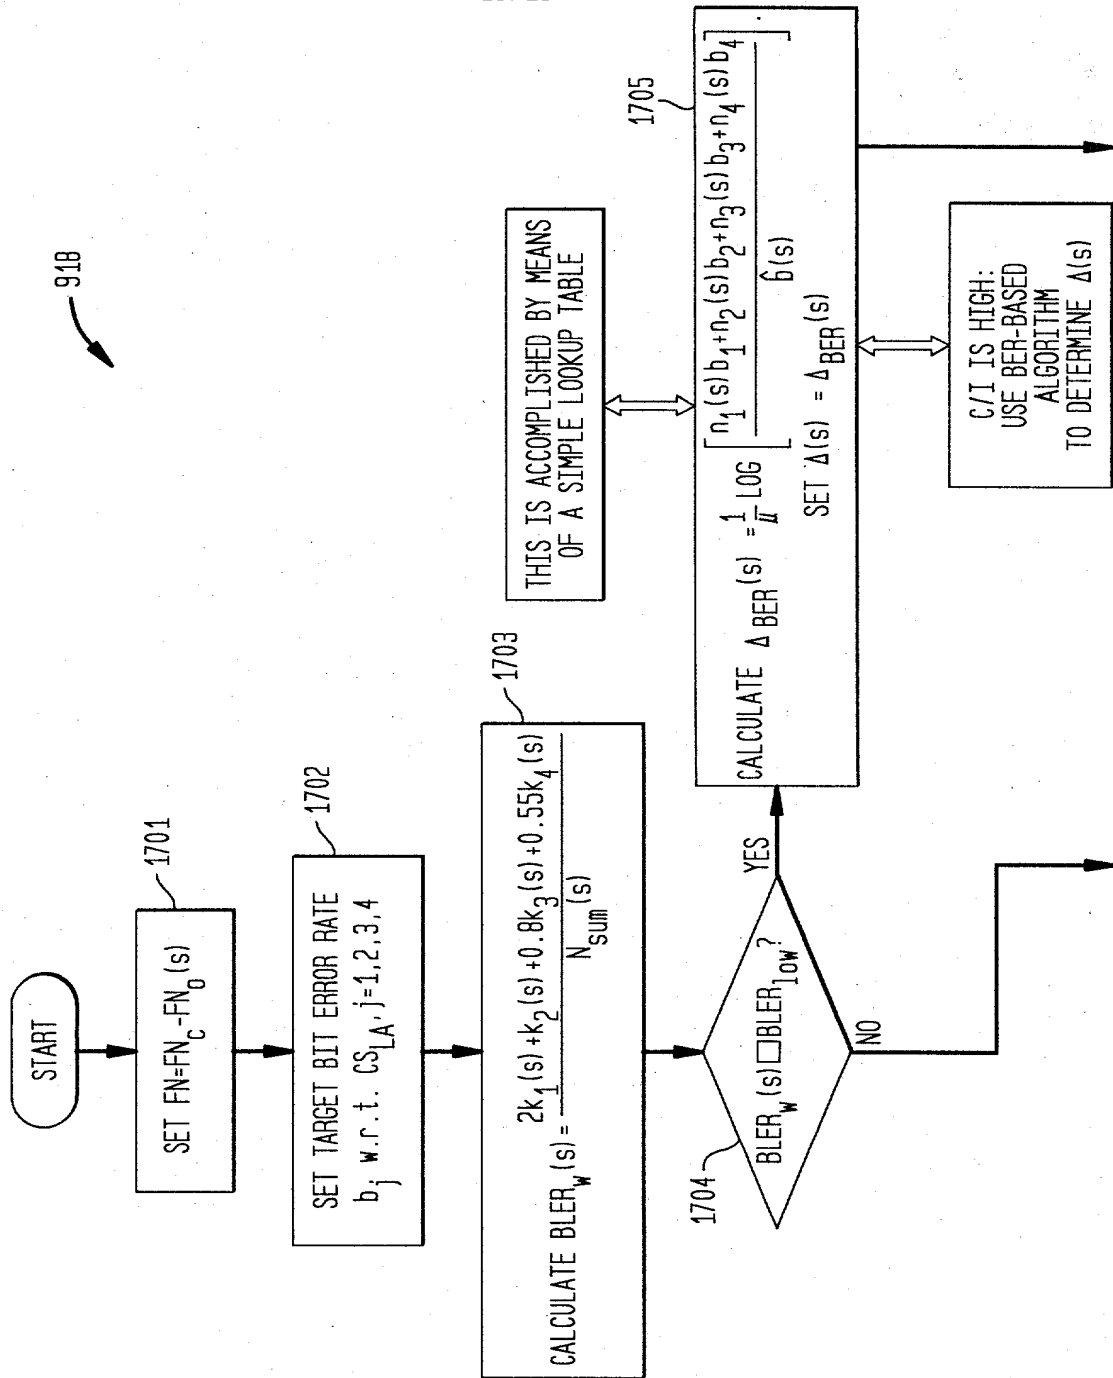 918
START
1701
SET FN=FN_C-FN_0(s)
1702
SET TARGET BIT ERROR RATE
b_j w.r.t. CS_LA, j=1,2,3,4
1703
CALCULATE BLER_w(s) = 2k_1(s)+k_2(s)+0.8k_3(s)+0.55k_4(s)
N_sum(s)
1704
BLER_w(s)□BLER_low?
YES
NO
THIS IS ACCOMPLISHED BY MEANS
OF A SIMPLE LOOKUP TABLE
1705
CALCULATE Δ_BER(s) = 1/μ LOG [n_1(s)b_1+n_2(s)b_2+n_3(s)b_3+n_4(s)b_4
b̂(s)]
SET Δ(s) = Δ_BER(s)
C/I IS HIGH:
USE BER-BASED
ALGORITHM
TO DETERMINE Δ(s)